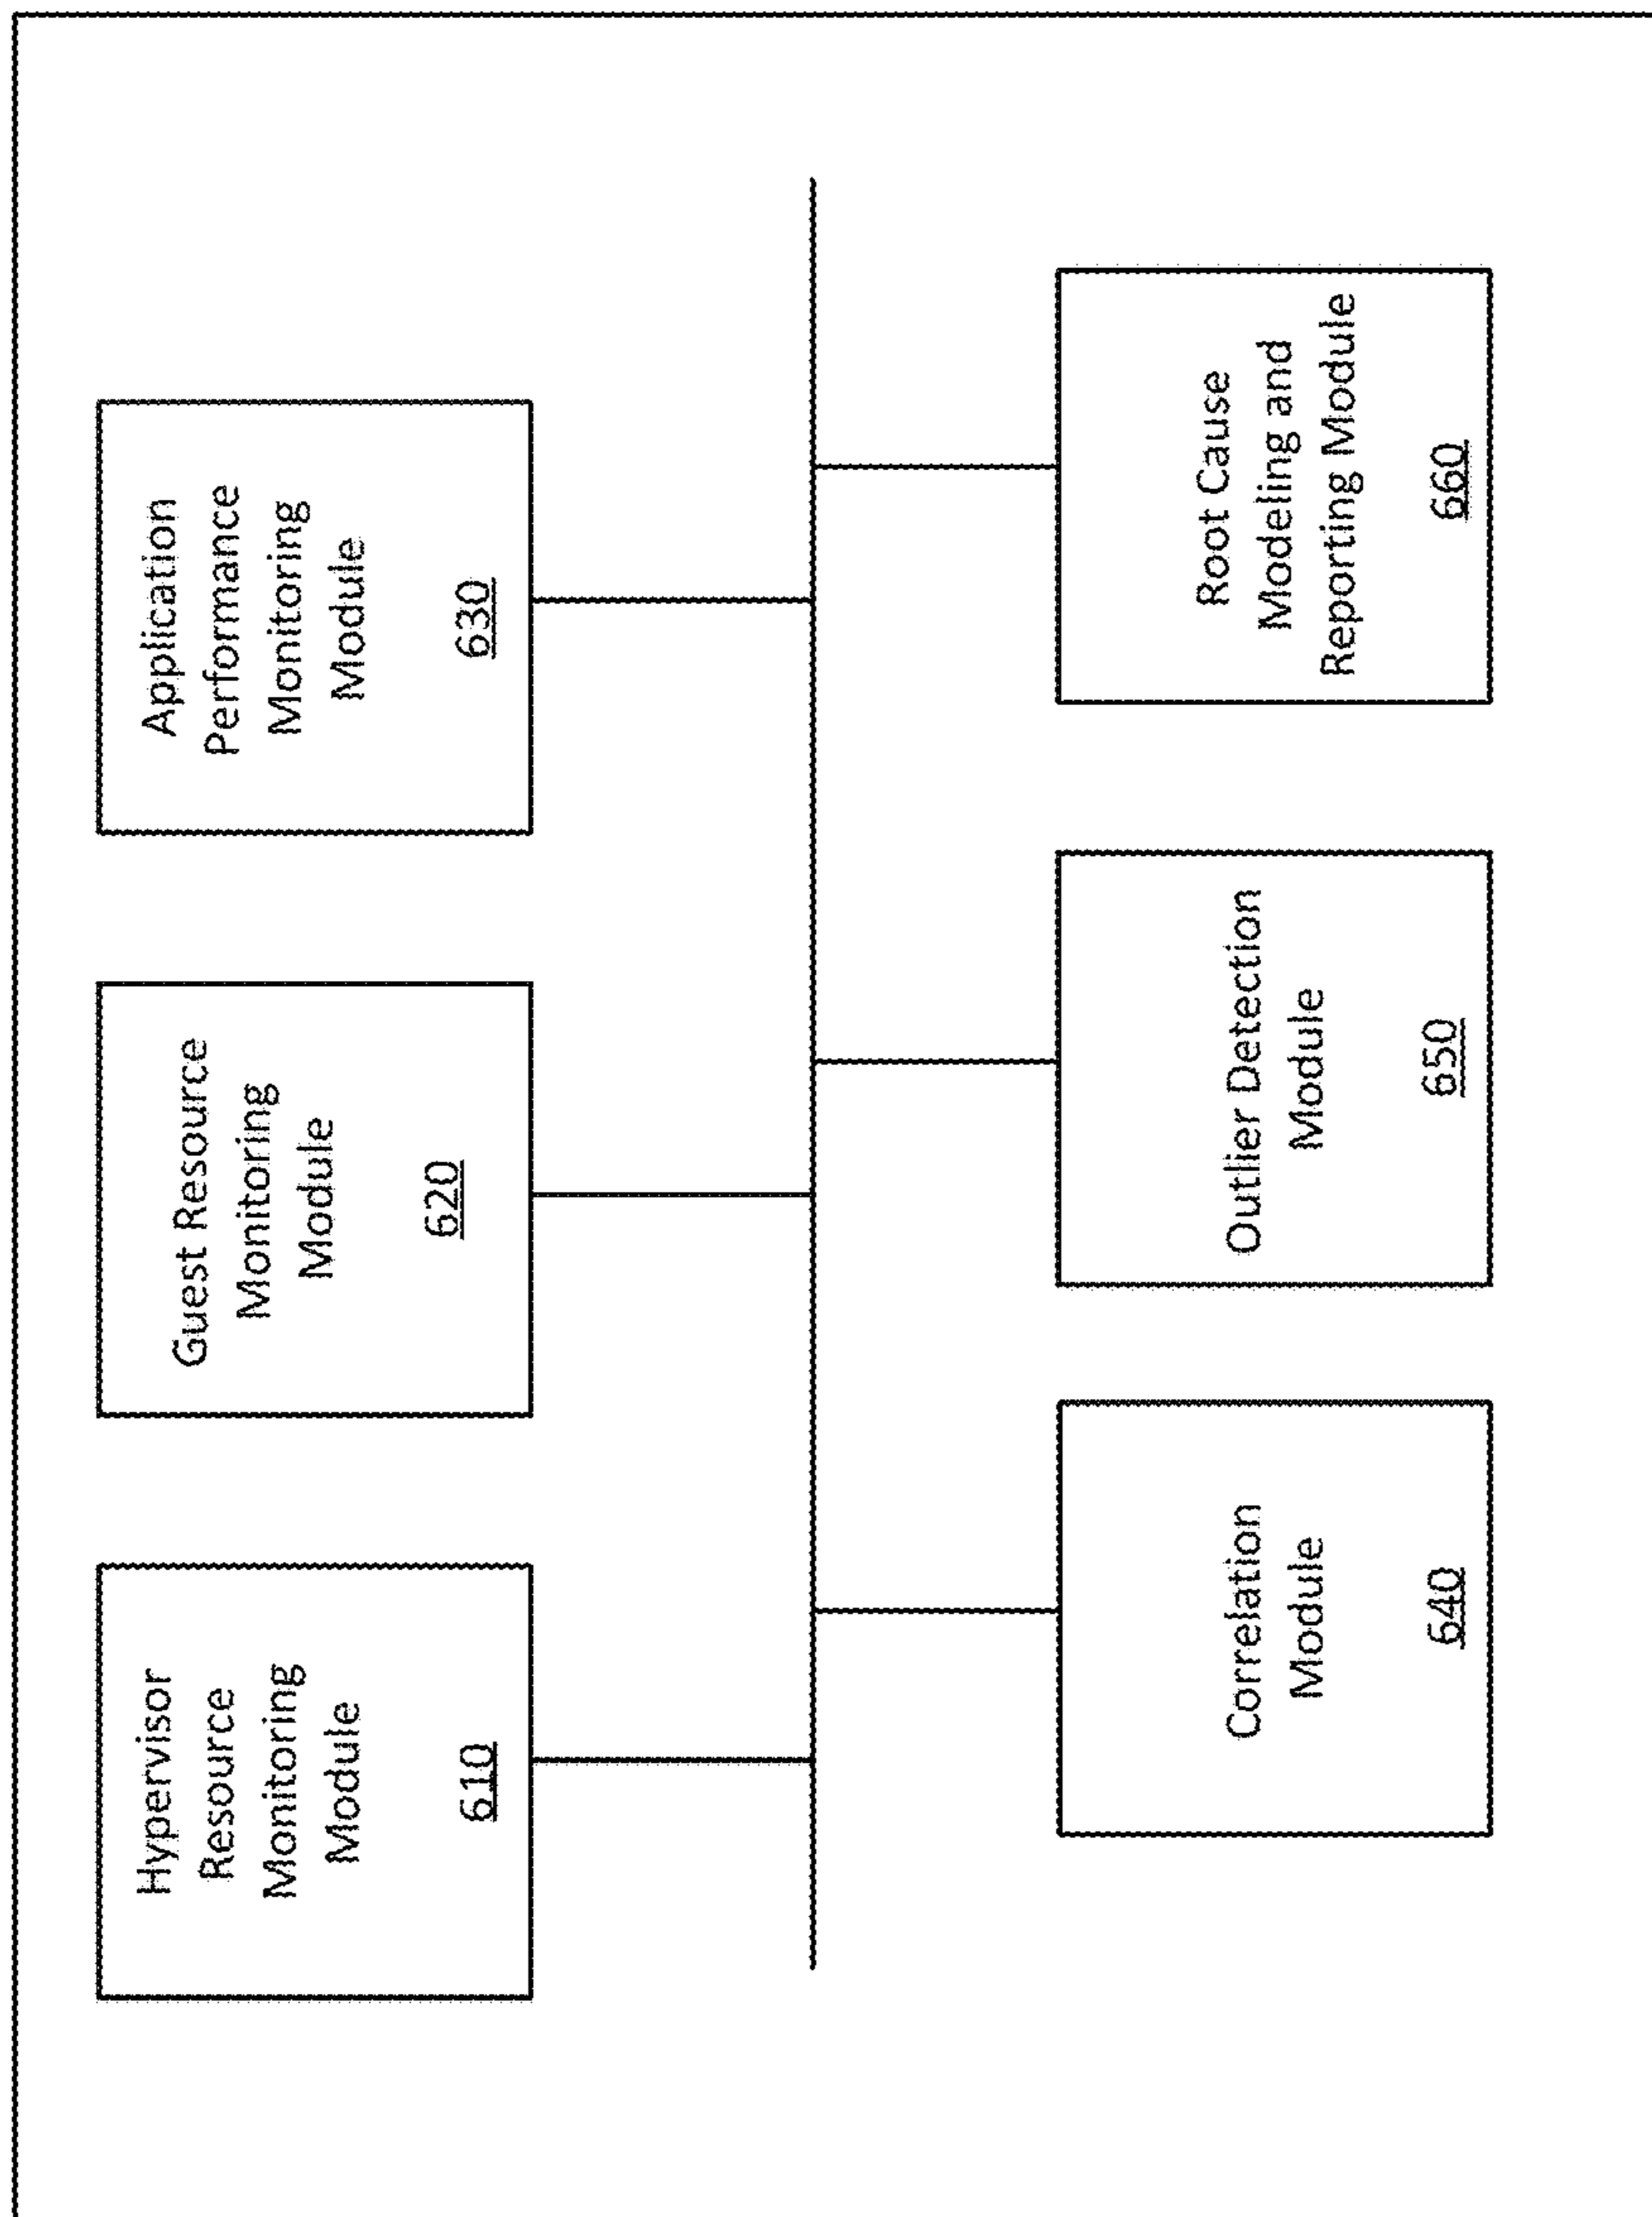 Hypervisor
Resource
Monitoring
Module
610
Guest Resource
Monitoring
Module
620
Application
Performance
Monitoring
Module
630
Correlation
Module
640
Outlier Detection
Module
650
Root Cause
Modeling and
Reporting Module
660